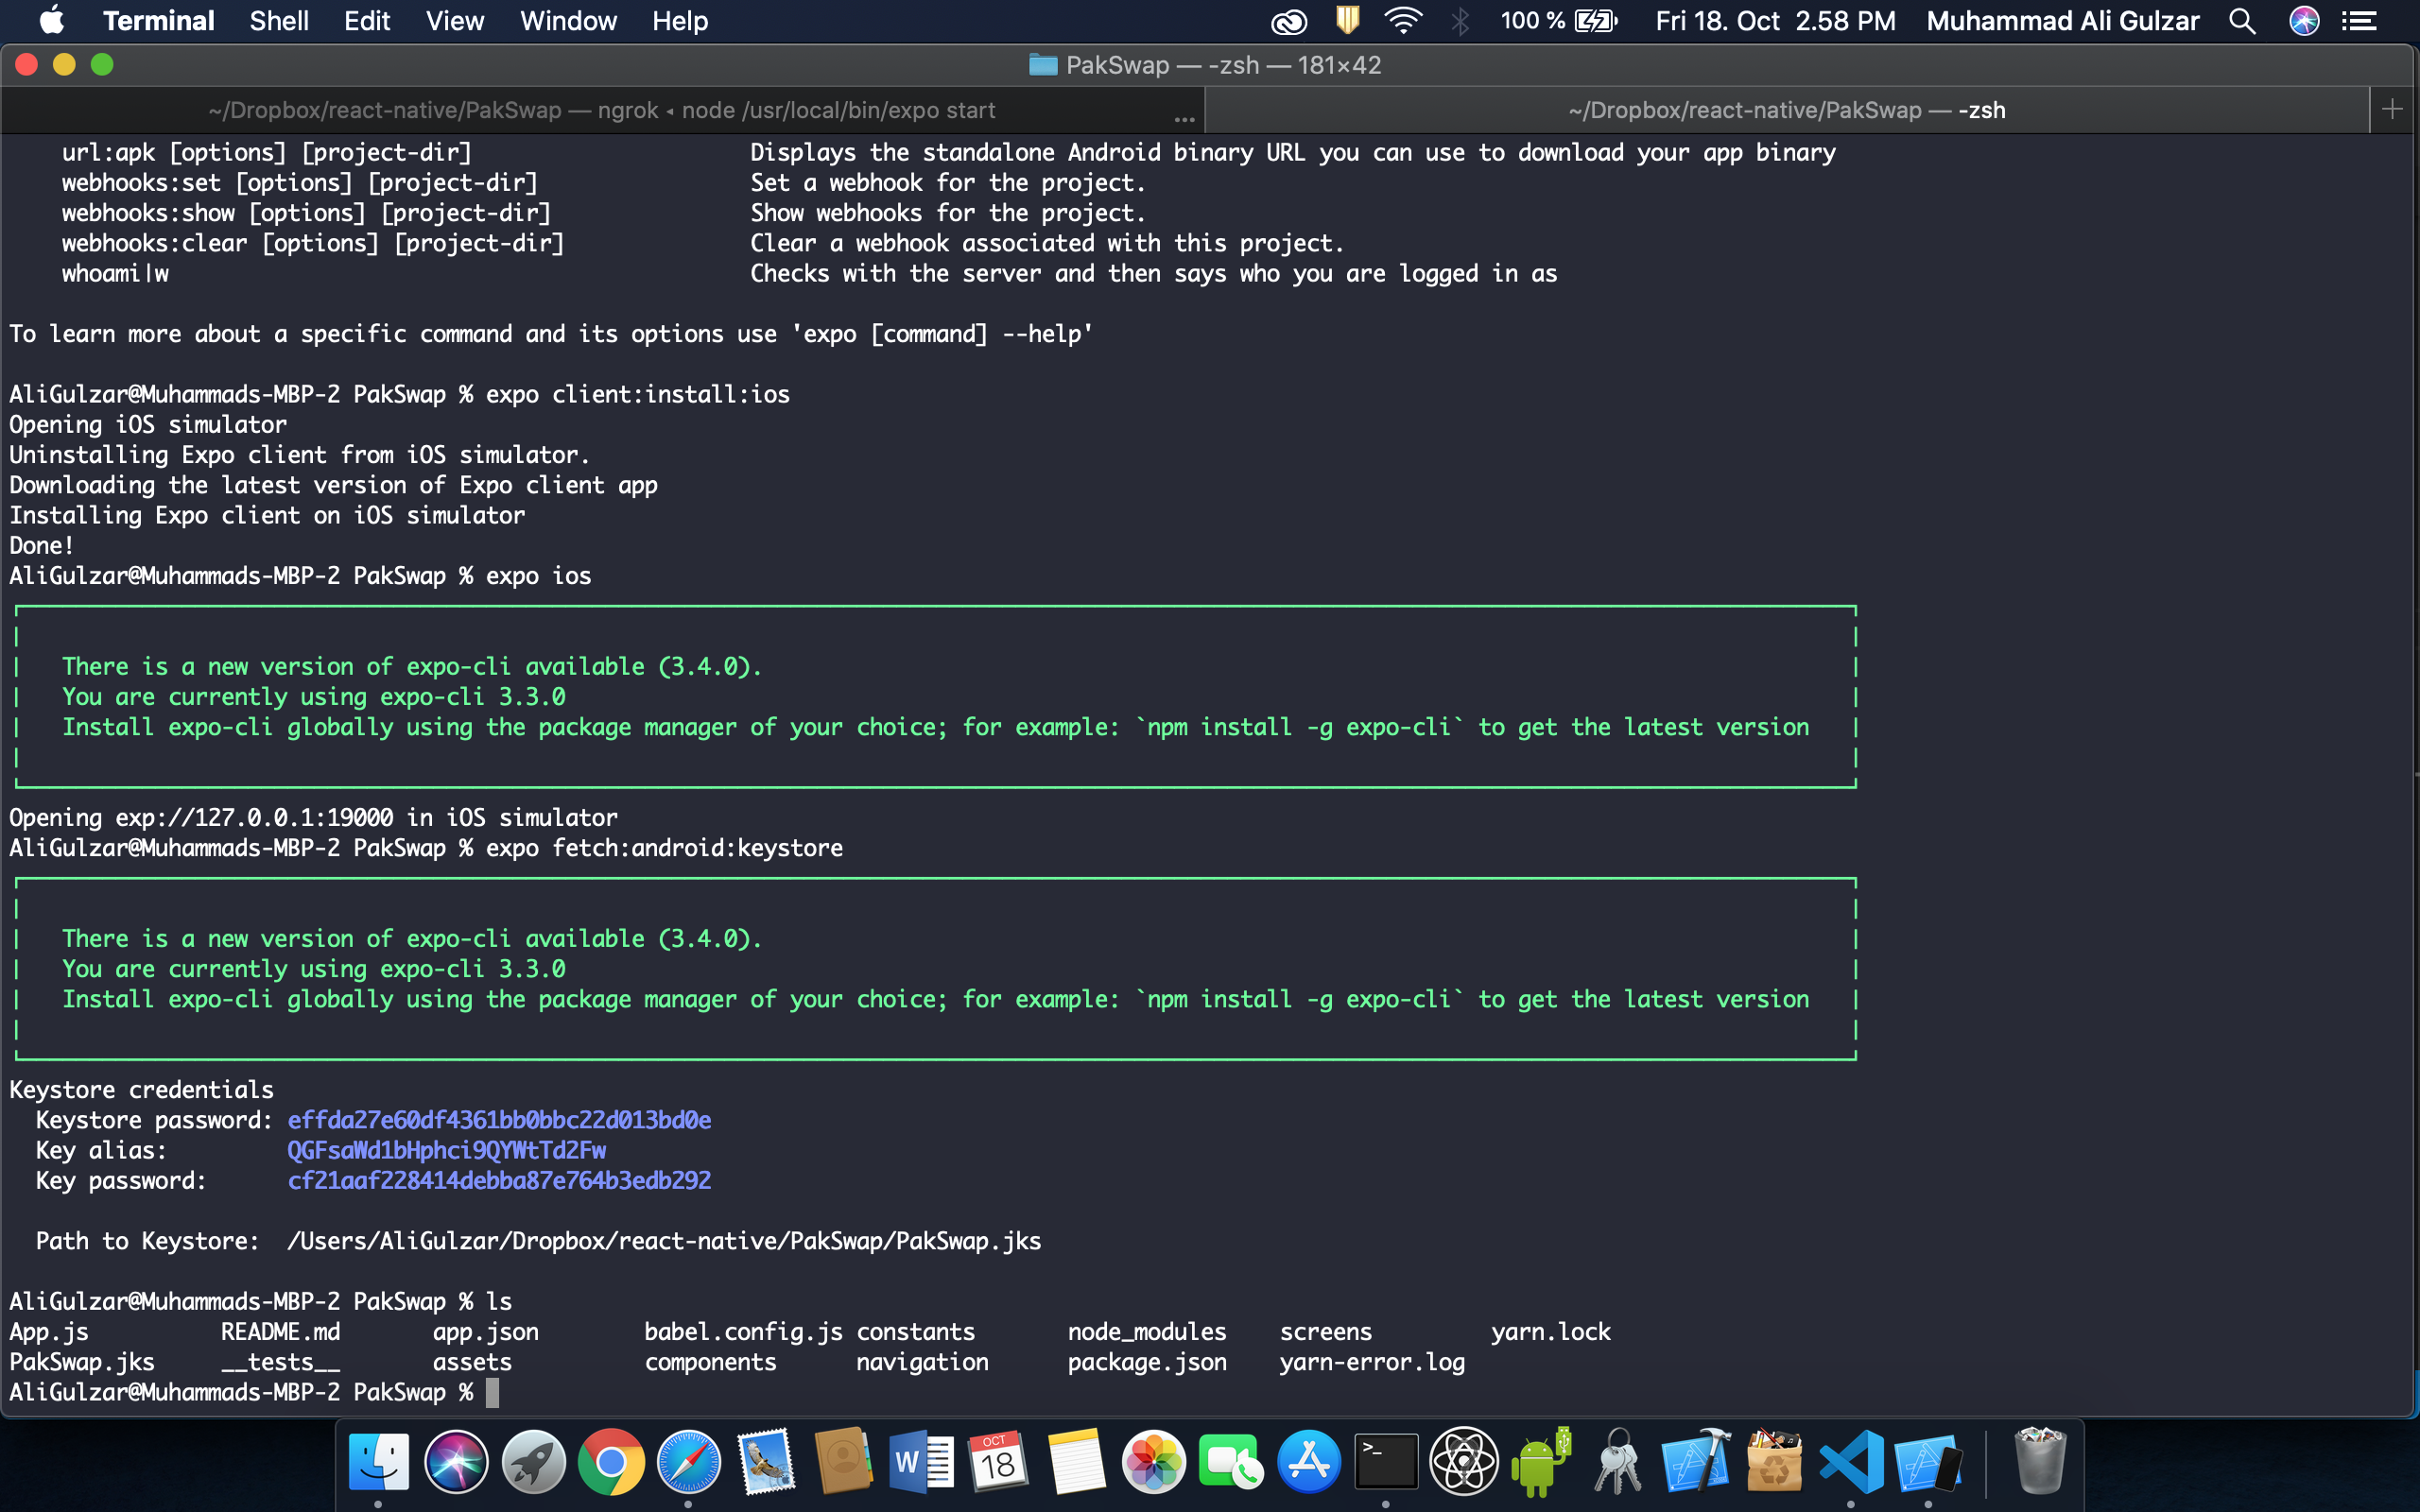 Terminal Shell Edit View Window Help 100 % Fri 18. Oct 2.58 PM Muhammad Ali Gulzar
PakSwap — -zsh — 181×42
~/Dropbox/react-native/PakSwap — ngrok ◂ node /usr/local/bin/expo start ... ~/Dropbox/react-native/PakSwap — -zsh
url:apk [options] [project-dir] Displays the standalone Android binary URL you can use to download your app binary
webhooks:set [options] [project-dir] Set a webhook for the project.
webhooks:show [options] [project-dir] Show webhooks for the project.
webhooks:clear [options] [project-dir] Clear a webhook associated with this project.
whoami|w Checks with the server and then says who you are logged in as
To learn more about a specific command and its options use 'expo [command] --help'
AliGulzar@Muhammads-MBP-2 PakSwap % expo client:install:ios
Opening iOS simulator
Uninstalling Expo client from iOS simulator.
Downloading the latest version of Expo client app
Installing Expo client on iOS simulator
Done!
AliGulzar@Muhammads-MBP-2 PakSwap % expo ios
There is a new version of expo-cli available (3.4.0).
You are currently using expo-cli 3.3.0
Install expo-cli globally using the package manager of your choice; for example: `npm install -g expo-cli` to get the latest version
Opening exp://127.0.0.1:19000 in iOS simulator
AliGulzar@Muhammads-MBP-2 PakSwap % expo fetch:android:keystore
There is a new version of expo-cli available (3.4.0).
You are currently using expo-cli 3.3.0
Install expo-cli globally using the package manager of your choice; for example: `npm install -g expo-cli` to get the latest version
Keystore credentials
Keystore password: effda27e60df4361bb0bbc22d013bd0e
Key alias: QGFsaWd1bHphci9QYWtTd2Fw
Key password: cf21aaf228414debba87e764b3edb292
Path to Keystore: /Users/AliGulzar/Dropbox/react-native/PakSwap/PakSwap.jks
AliGulzar@Muhammads-MBP-2 PakSwap % ls
App.js README.md app.json babel.config.js constants node_modules screens yarn.lock
PakSwap.jks __tests__ assets components navigation package.json yarn-error.log
AliGulzar@Muhammads-MBP-2 PakSwap %
W OCT 18 >_